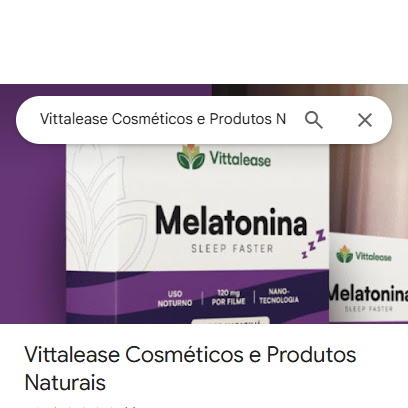 Vittalease Cosméticos e Produtos N
Vittalease
Melatonina
SLEEP FASTER
zzz
USO
NOTURNO
120 mg
POR FILME
NANO-
TECNOLOGIA
Vittalease
Melatonina
SLEEP FASTER
Vittalease Cosméticos e Produtos
Naturais